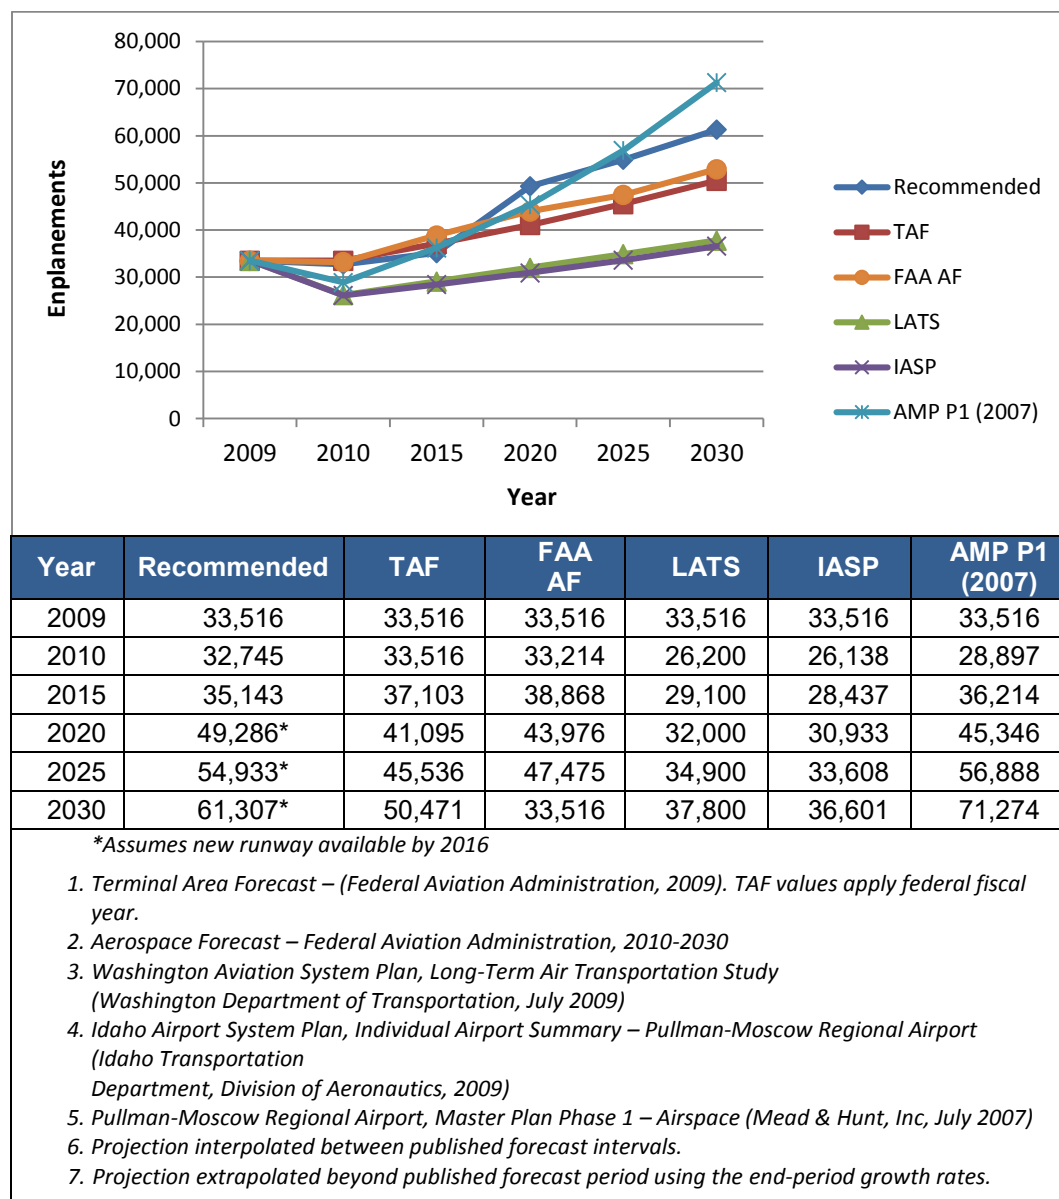 80,000
70,000
60,000
50,000
40,000
30,000
20,000
10,000
0
Enplanements
2009 2010 2015 2020 2025 2030
Year
Recommended
TAF
FAA AF
LATS
IASP
AMP P1 (2007)
Year Recommended TAF FAA AF LATS IASP AMP P1 (2007)
2009 33,516 33,516 33,516 33,516 33,516 33,516
2010 32,745 33,516 33,214 26,200 26,138 28,897
2015 35,143 37,103 38,868 29,100 28,437 36,214
2020 49,286* 41,095 43,976 32,000 30,933 45,346
2025 54,933* 45,536 47,475 34,900 33,608 56,888
2030 61,307* 50,471 33,516 37,800 36,601 71,274
*Assumes new runway available by 2016
1. Terminal Area Forecast – (Federal Aviation Administration, 2009). TAF values apply federal fiscal
year.
2. Aerospace Forecast – Federal Aviation Administration, 2010-2030
3. Washington Aviation System Plan, Long-Term Air Transportation Study
(Washington Department of Transportation, July 2009)
4. Idaho Airport System Plan, Individual Airport Summary – Pullman-Moscow Regional Airport
(Idaho Transportation
Department, Division of Aeronautics, 2009)
5. Pullman-Moscow Regional Airport, Master Plan Phase 1 – Airspace (Mead & Hunt, Inc, July 2007)
6. Projection interpolated between published forecast intervals.
7. Projection extrapolated beyond published forecast period using the end-period growth rates.